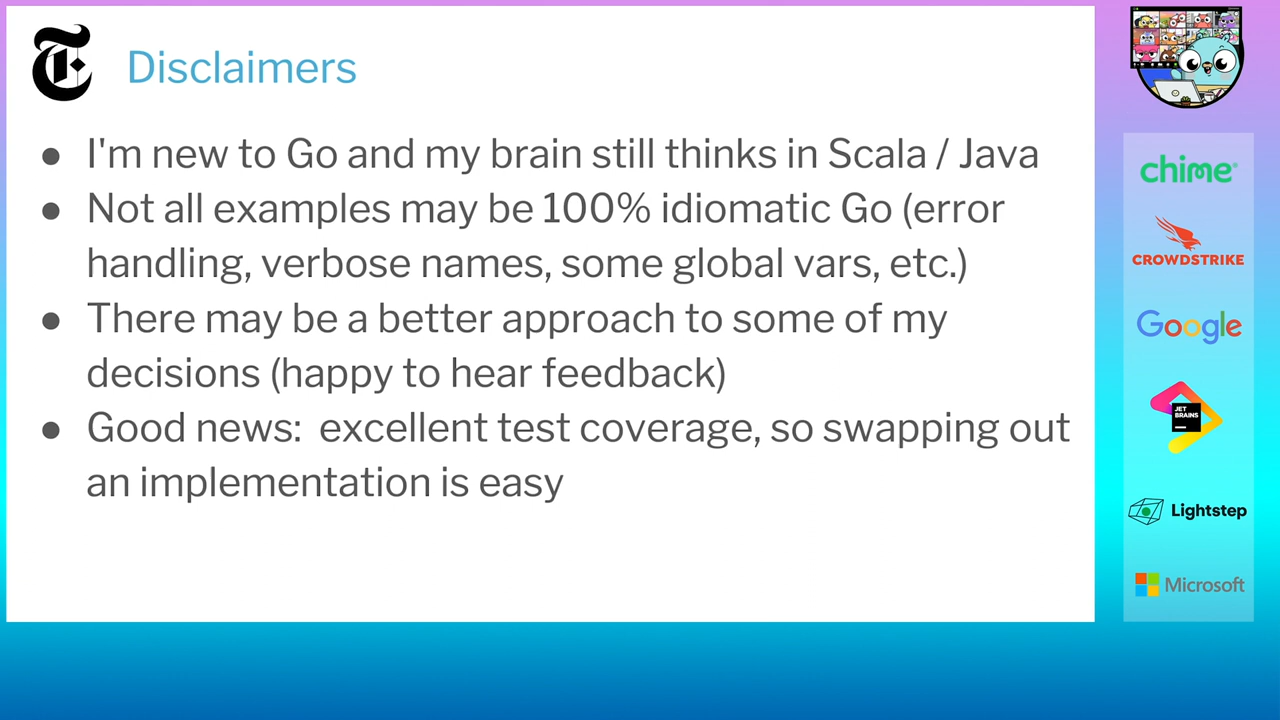 Disclaimers
● I'm new to Go and my brain still thinks in Scala / Java
● Not all examples may be 100% idiomatic Go (error
handling, verbose names, some global vars, etc.)
● There may be a better approach to some of my
decisions (happy to hear feedback)
● Good news:  excellent test coverage, so swapping out
an implementation is easy
chime®
CROWDSTRIKE
Google
JET
BRAINS
Lightstep
Microsoft